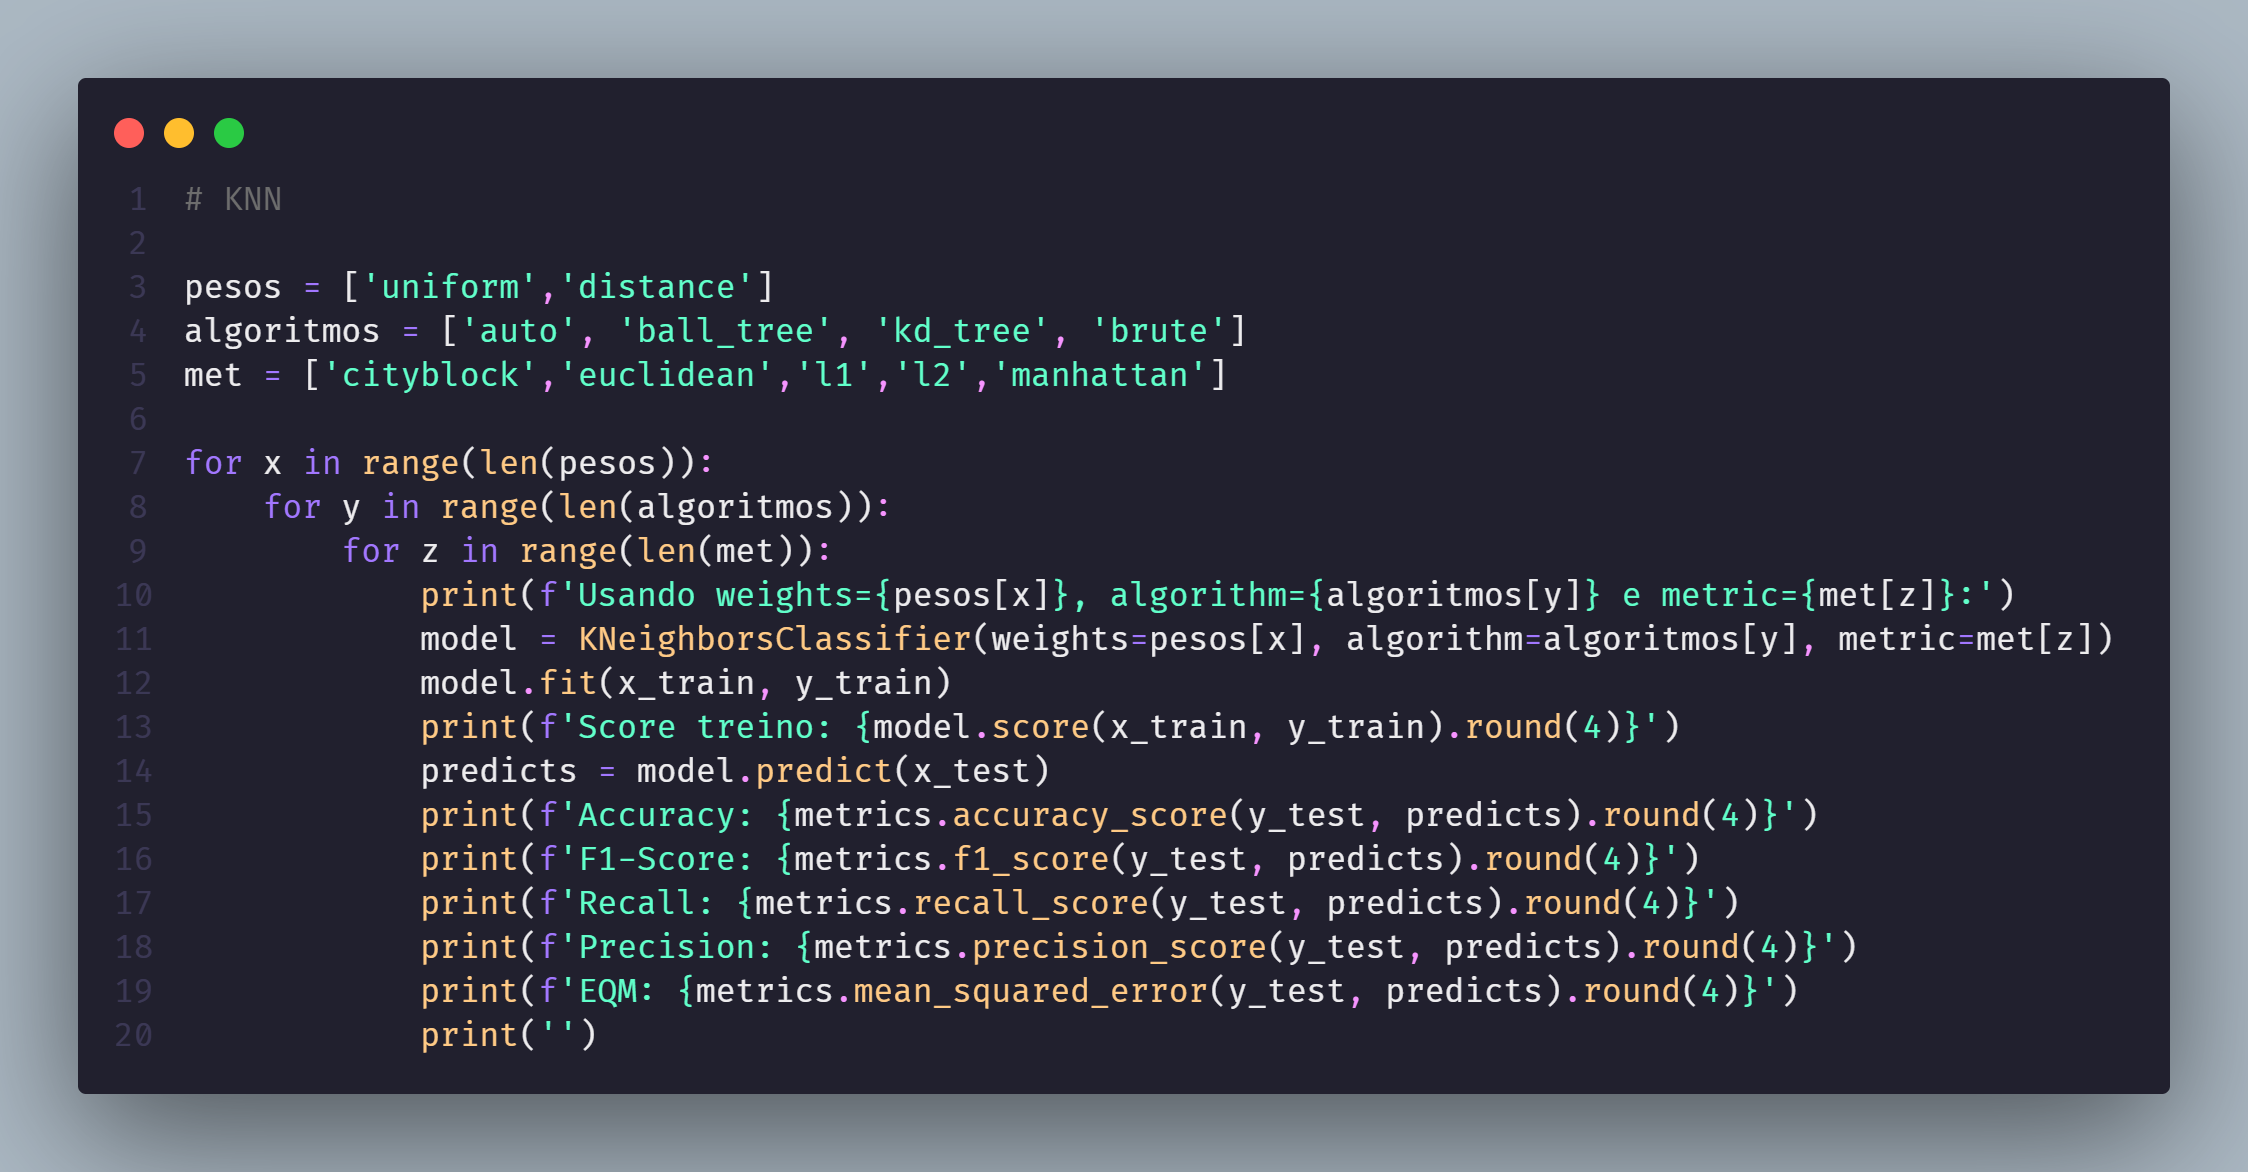 1 # KNN
2
3 pesos = ['uniform','distance']
4 algoritmos = ['auto', 'ball_tree', 'kd_tree', 'brute']
5 met = ['cityblock','euclidean','l1','l2','manhattan']
6
7 for x in range(len(pesos)):
8     for y in range(len(algoritmos)):
9         for z in range(len(met)):
10             print(f'Usando weights={pesos[x]}, algorithm={algoritmos[y]} e metric={met[z]}:')
11             model = KNeighborsClassifier(weights=pesos[x], algorithm=algoritmos[y], metric=met[z])
12             model.fit(x_train, y_train)
13             print(f'Score treino: {model.score(x_train, y_train).round(4)}')
14             predicts = model.predict(x_test)
15             print(f'Accuracy: {metrics.accuracy_score(y_test, predicts).round(4)}')
16             print(f'F1-Score: {metrics.f1_score(y_test, predicts).round(4)}')
17             print(f'Recall: {metrics.recall_score(y_test, predicts).round(4)}')
18             print(f'Precision: {metrics.precision_score(y_test, predicts).round(4)}')
19             print(f'EQM: {metrics.mean_squared_error(y_test, predicts).round(4)}')
20             print('')